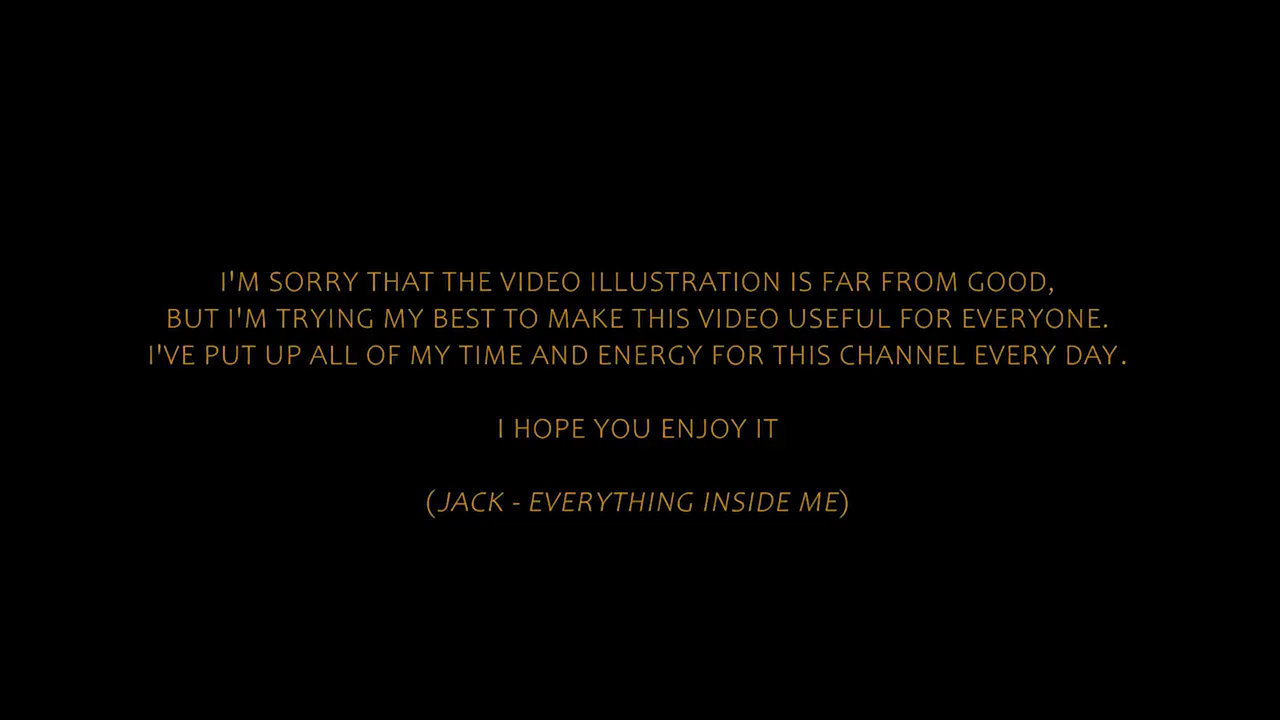 I'M SORRY THAT THE VIDEO ILLUSTRATION IS FAR FROM GOOD,
BUT I'M TRYING MY BEST TO MAKE THIS VIDEO USEFUL FOR EVERYONE.
I'VE PUT UP ALL OF MY TIME AND ENERGY FOR THIS CHANNEL EVERY DAY.
I HOPE YOU ENJOY IT
(JACK - EVERYTHING INSIDE ME)